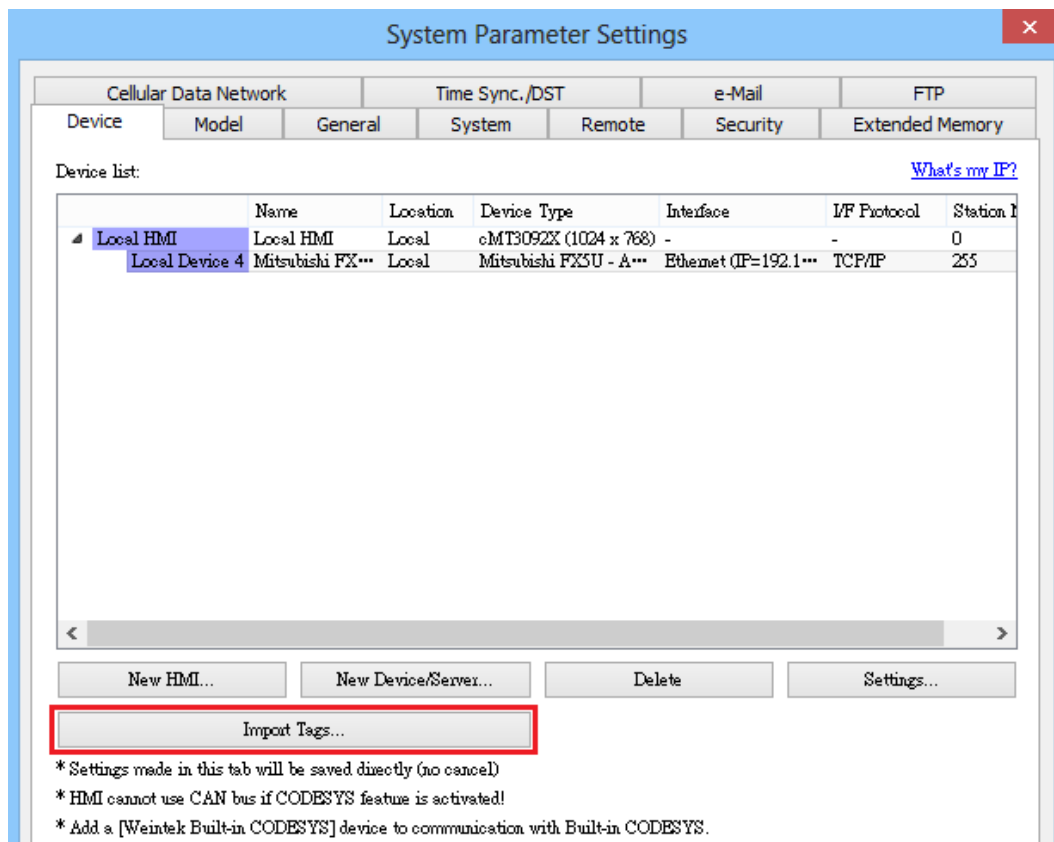 System Parameter Settings
Cellular Data Network Time Sync./DST e-Mail FTP
Device Model General System Remote Security Extended Memory
Device list: What's my IP?
Name Location Device Type Interface I/F Protocol Station N
Local HMI Local HMI Local cMT3092X (1024 x 768) - - 0
Local Device 4 Mitsubishi FX... Local Mitsubishi FX5U - A... Ethernet (IP=192.1... TCP/IP 255
New HMI... New Device/Server... Delete Settings...
Import Tags...
* Settings made in this tab will be saved directly (no cancel)
* HMI cannot use CAN bus if CODESYS feature is activated!
* Add a [Weintek Built-in CODESYS] device to communication with Built-in CODESYS.